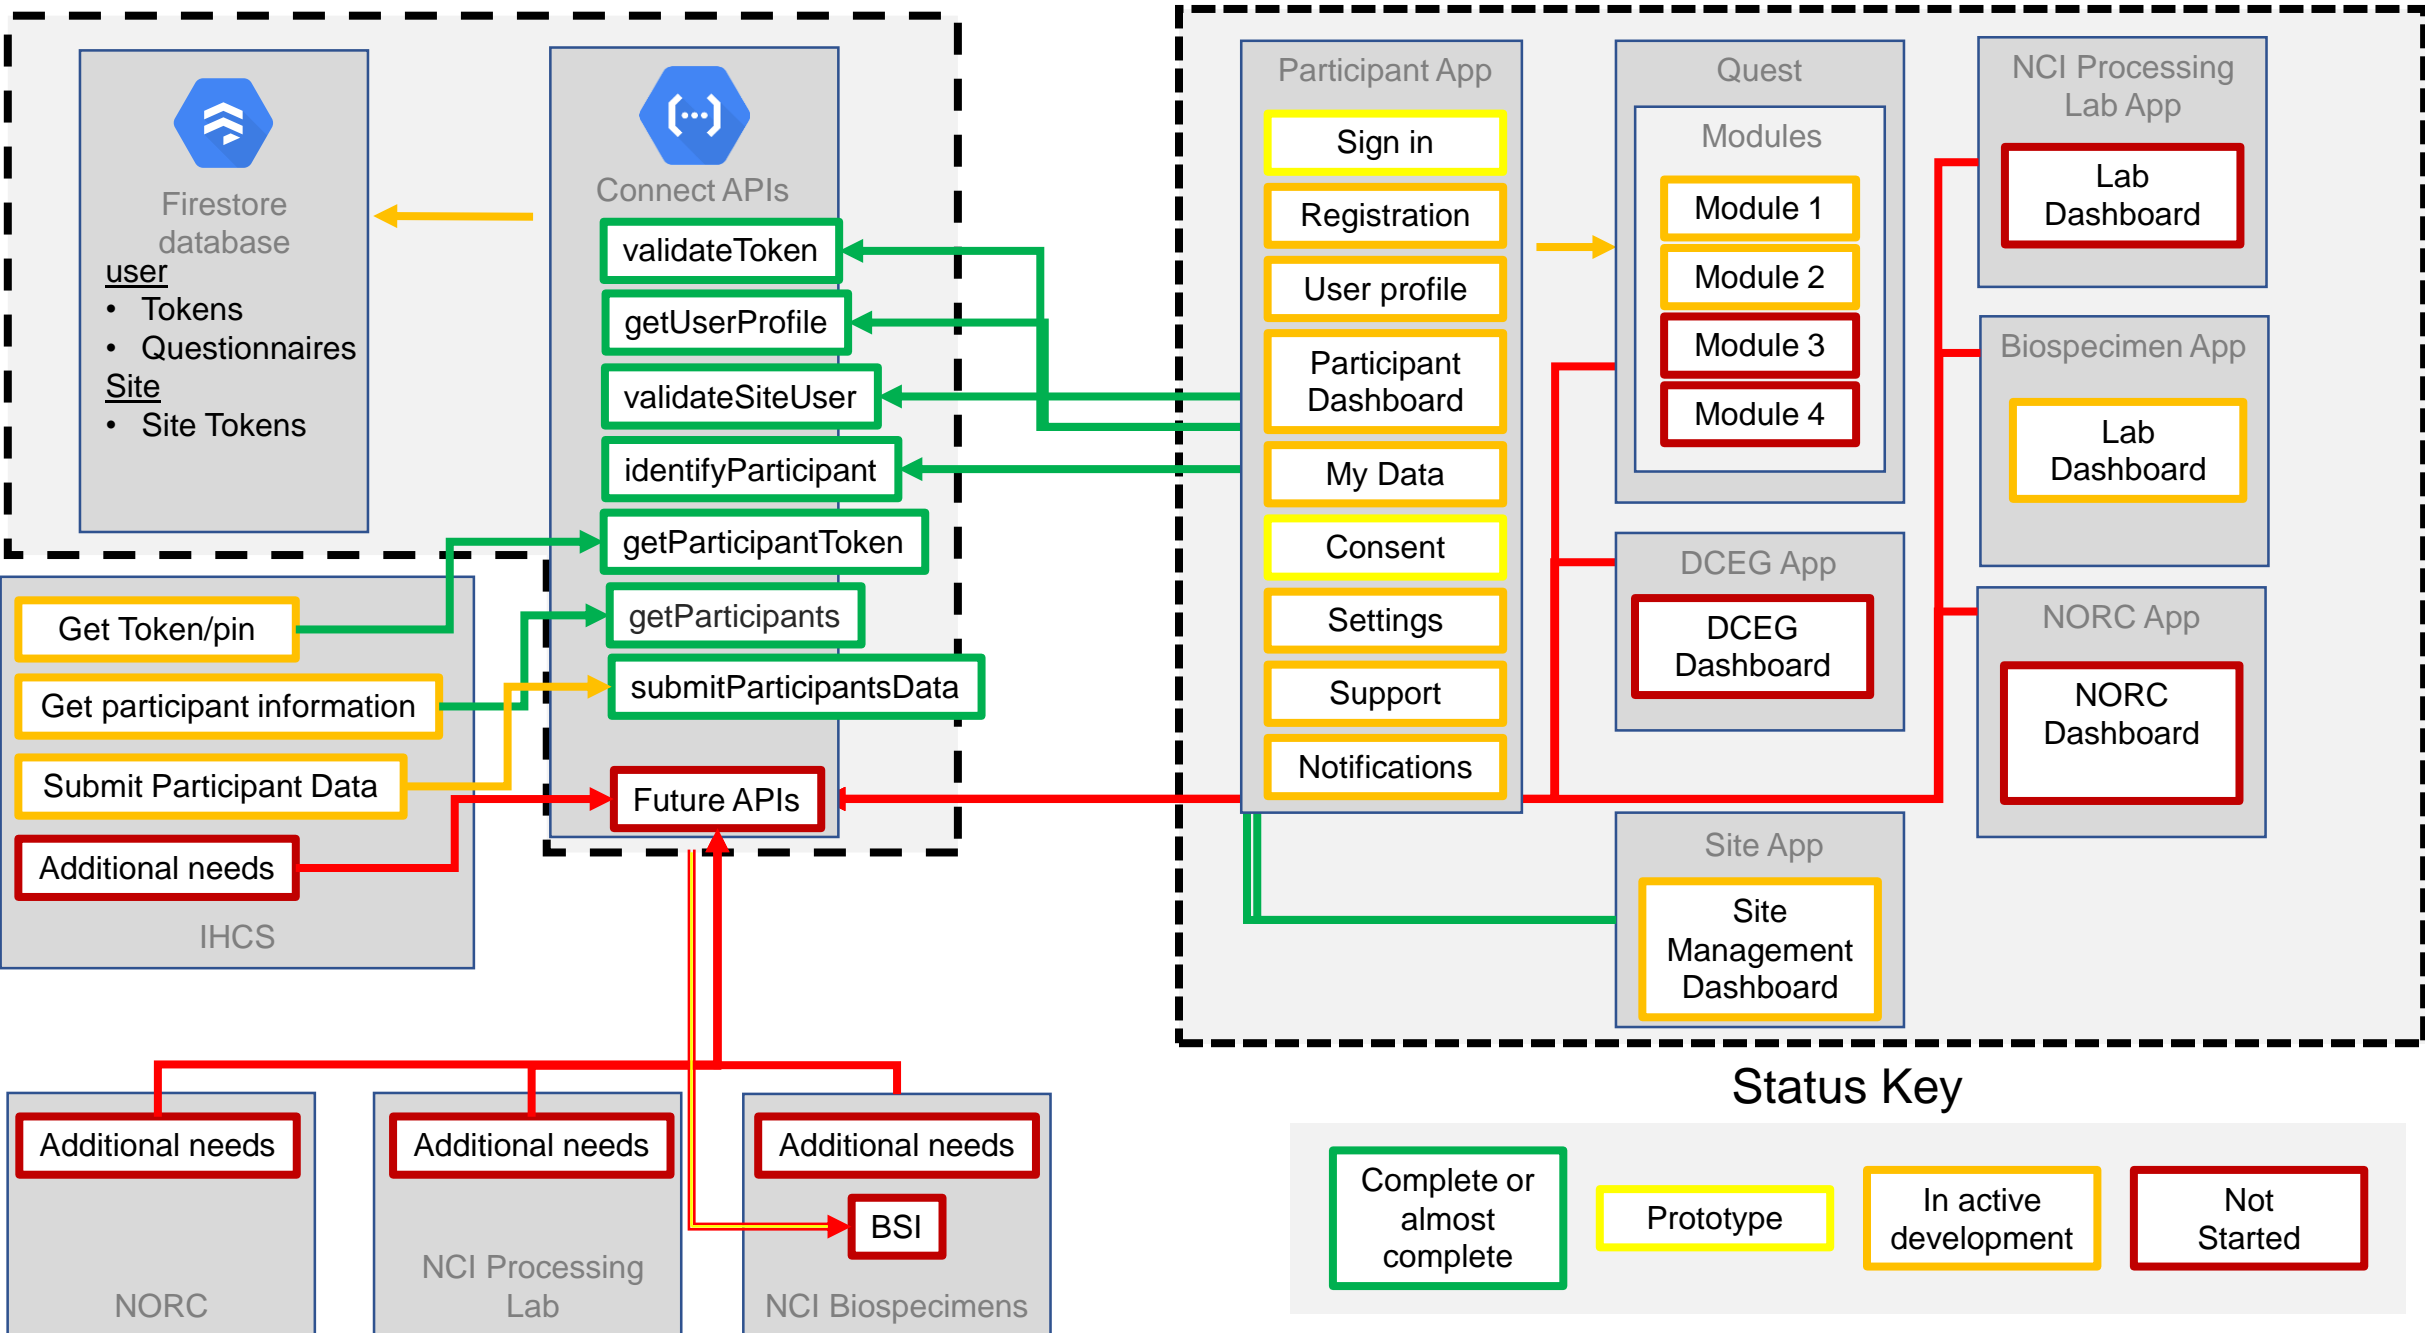 Firestore
database
user
• Tokens
• Questionnaires
Site
• Site Tokens
Connect APIs
validateToken
getUserProfile
validateSiteUser
identifyParticipant
getParticipantToken
getParticipants
submitParticipantsData
Future APIs
Get Token/pin
Get participant information
Submit Participant Data
Additional needs
IHCS
Additional needs
NORC
Additional needs
NCI Processing
Lab
Additional needs
BSI
NCI Biospecimens
Participant App
Sign in
Registration
User profile
Participant
Dashboard
My Data
Consent
Settings
Support
Notifications
Quest
Modules
Module 1
Module 2
Module 3
Module 4
DCEG App
DCEG
Dashboard
Site App
Site
Management
Dashboard
NCI Processing
Lab App
Lab
Dashboard
Biospecimen App
Lab
Dashboard
NORC App
NORC
Dashboard
Status Key
Complete or
almost
complete
Prototype
In active
development
Not
Started